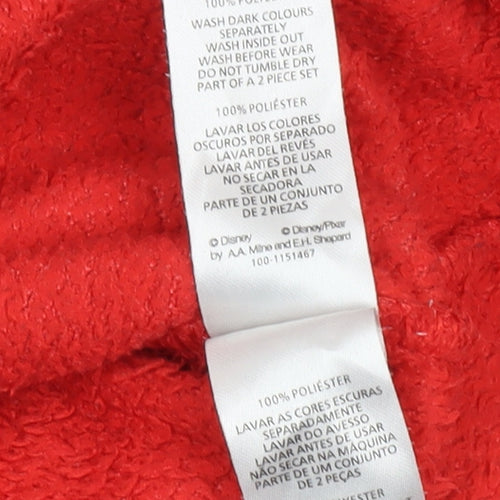 100% POLYESTER
WASH DARK COLOURS
SEPARATELY
WASH INSIDE OUT
WASH BEFORE WEAR
DO NOT TUMBLE DRY
PART OF A 2 PIECE SET
100% POLIÉSTER
LAVAR LOS COLORES
OSCUROS POR SEPARADO
LAVAR DEL REVÉS
LAVAR ANTES DE USAR
NO SECAR EN LA
SECADORA
PARTE DE UN CONJUNTO
DE 2 PIEZAS
© Disney © Disney/Pixar
by A.A. Milne and E.H. Shepard
100-1151467
100% POLIÉSTER
LAVAR AS CORES ESCURAS
SEPARADAMENTE
LAVAR DO AVESSO
LAVAR ANTES DE USAR
NÃO SECAR NA MÁQUINA
PARTE DE UM CONJUNTO
DE 2 PEÇAS